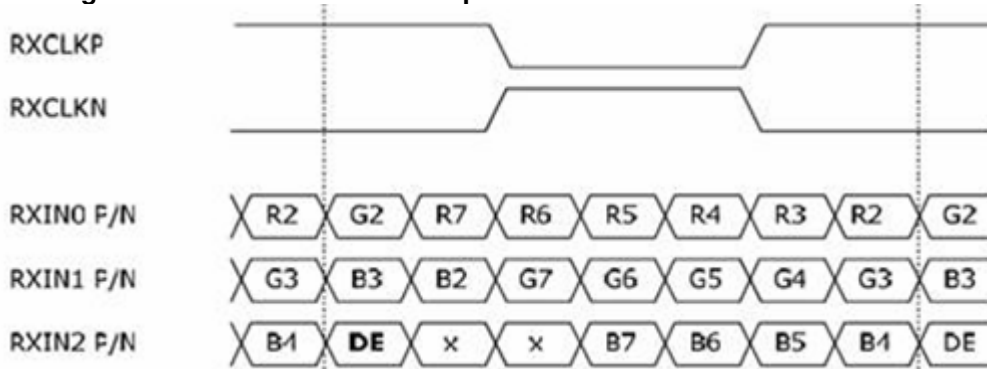 RXCLKP
RXCLKN
RXIN0 P/N R2 G2 R7 R6 R5 R4 R3 R2 G2
RXIN1 P/N G3 B3 B2 G7 G6 G5 G4 G3 B3
RXIN2 P/N B4 DE x x B7 B6 B5 B4 DE